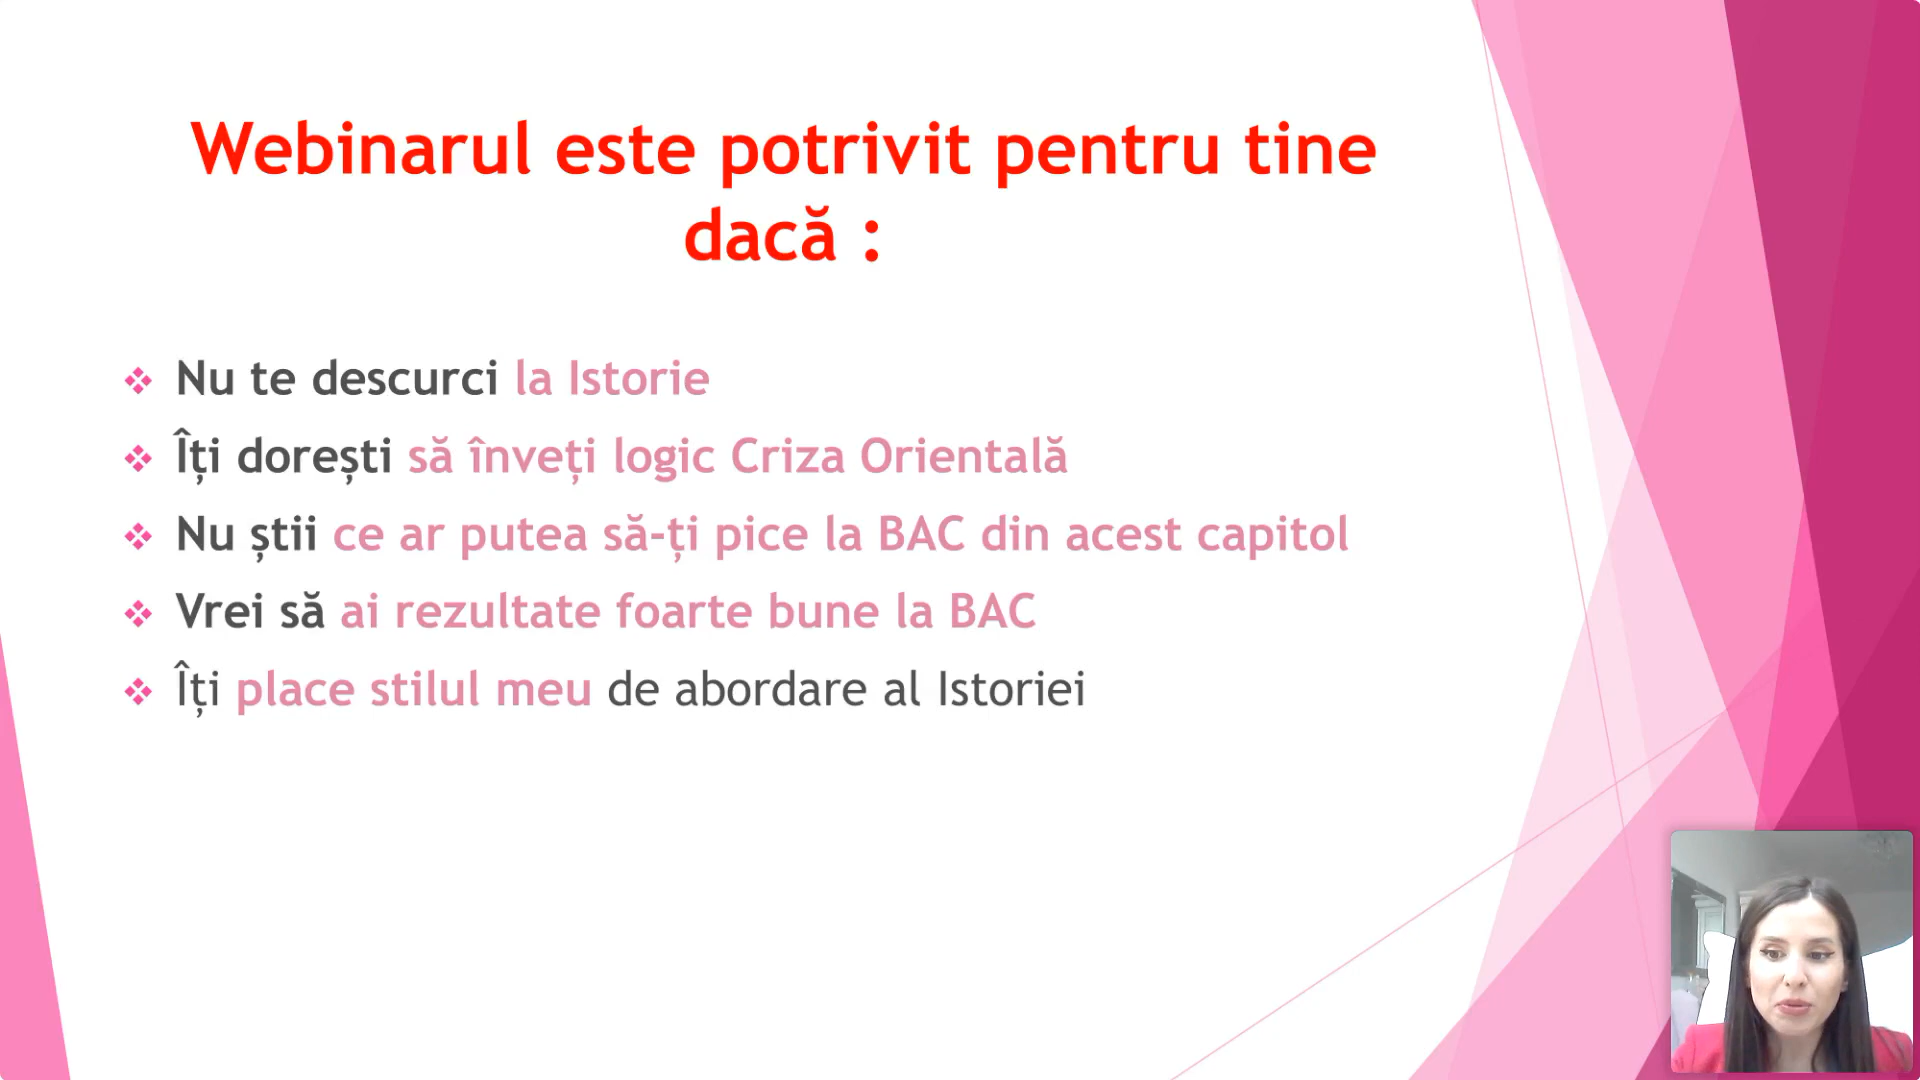 Webinarul este potrivit pentru tine
dacă :
❖ Nu te descurci la Istorie
❖ Îți dorești să înveți logic Criza Orientală
❖ Nu știi ce ar putea să-ți pice la BAC din acest capitol
❖ Vrei să ai rezultate foarte bune la BAC
❖ Îți place stilul meu de abordare al Istoriei